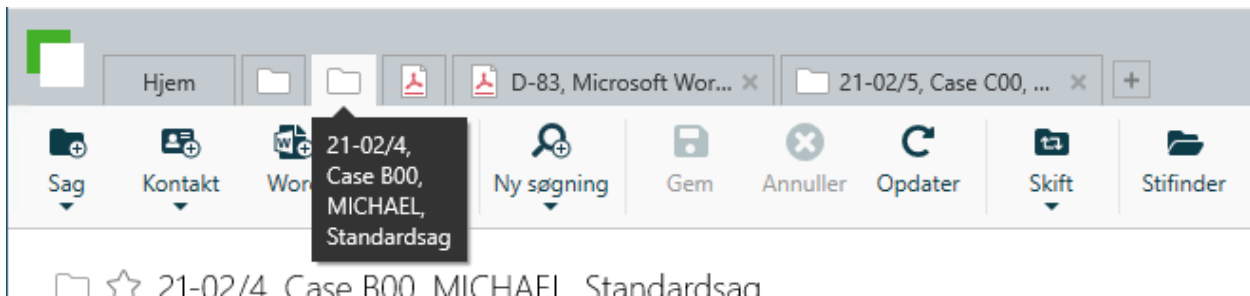 Hjem
D-83, Microsoft Wor...
21-02/5, Case C00, ...
21-02/4,
Case B00,
MICHAEL,
Standardsag
Sag
Kontakt
Ny søgning
Gem
Annuller
Opdater
Skift
Stifinder
21-02/4, Case B00, MICHAEL, Standardsag